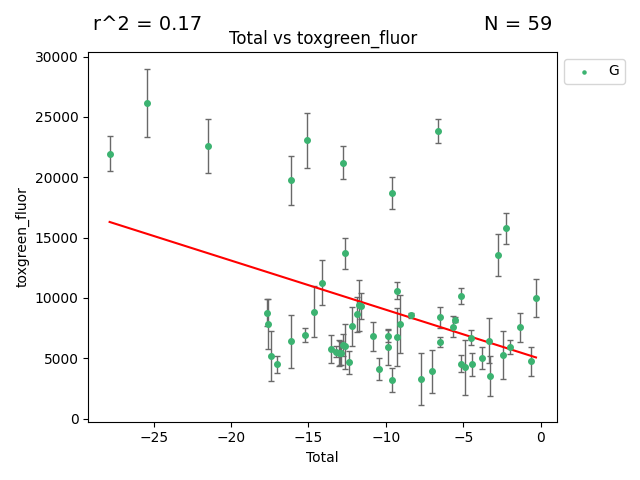 r^2 = 0.17
N = 59
Total vs toxgreen_fluor
G
30000
25000
20000
15000
10000
5000
0
toxgreen_fluor
−25
−20
−15
−10
−5
0
Total